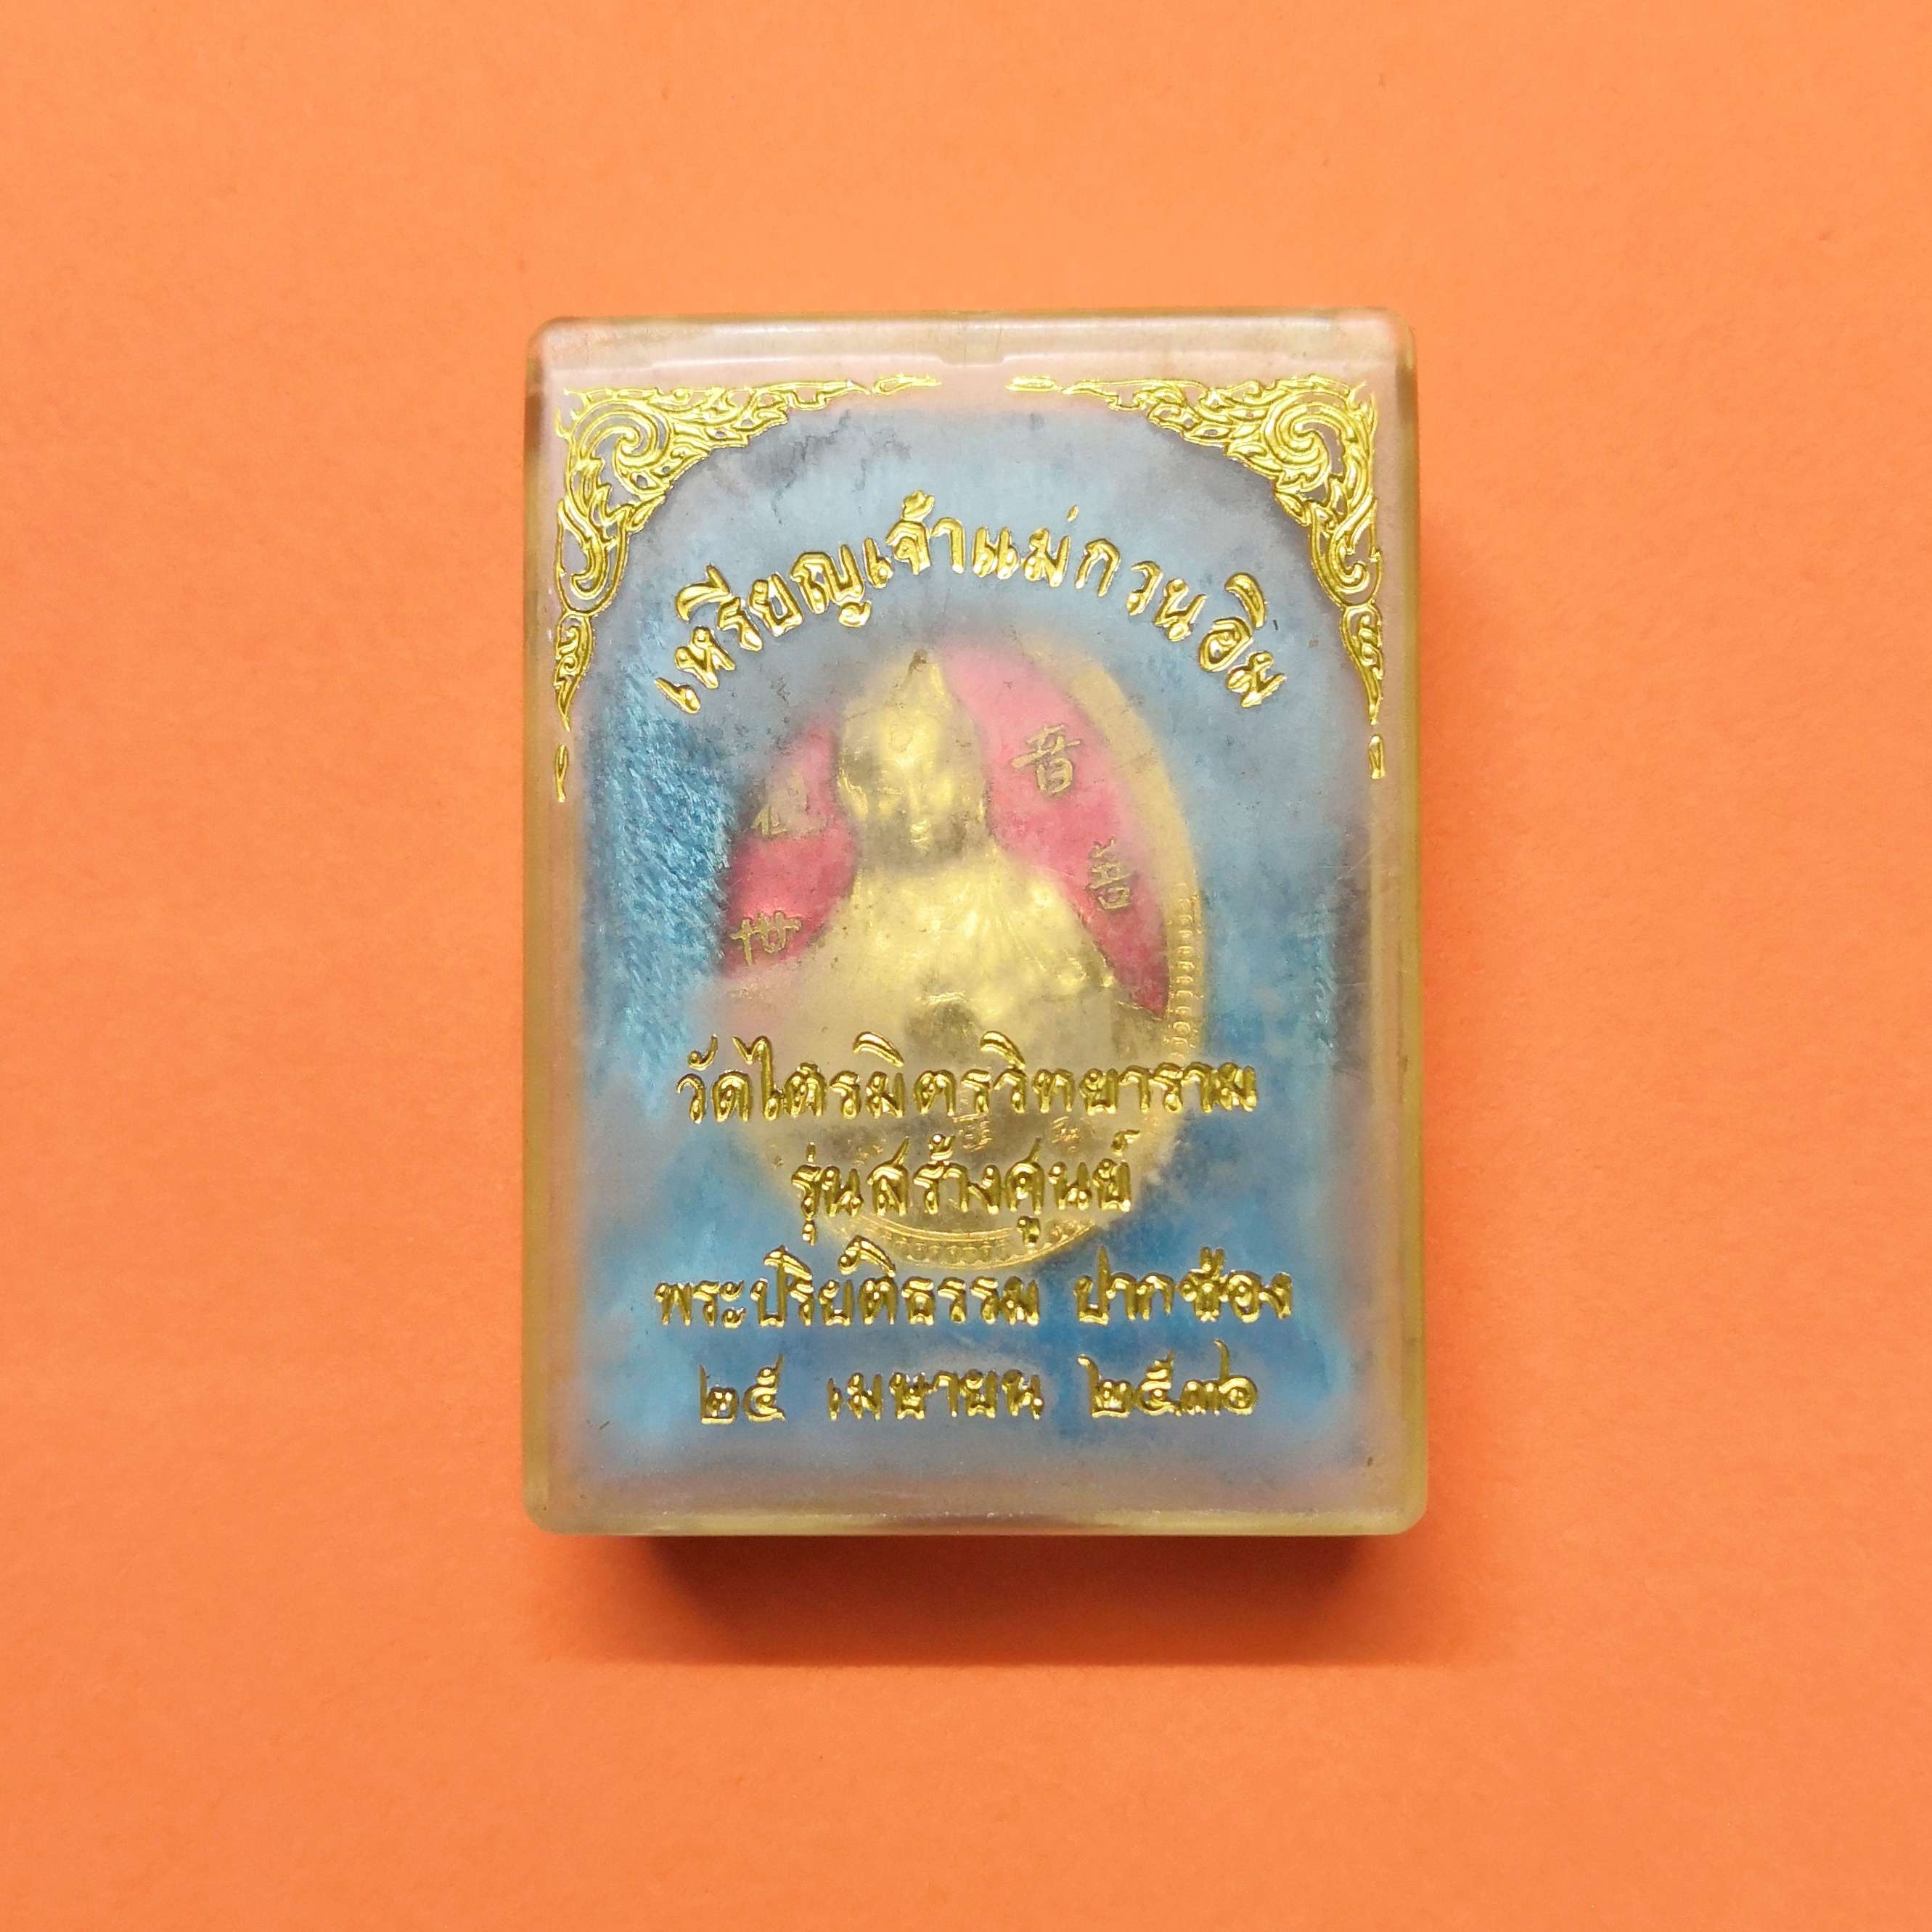 เหรียญเจ้าแม่กวนอิม
音
世
วัดไตรมิตรวิทยาราม
รุ่นสร้างศูนย์
พระปริยัติธรรม ปากช่อง
๒๕ เมษายน ๒๕๓๖